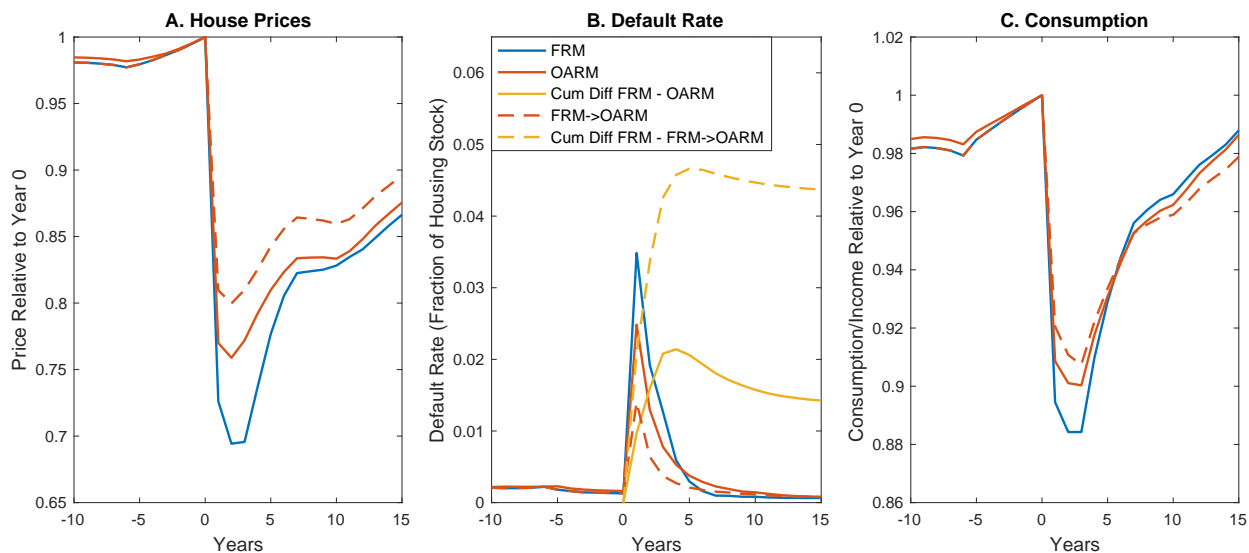 A. House Prices
Price Relative to Year 0
1
0.95
0.9
0.85
0.8
0.75
0.7
0.65
-10 -5 0 5 10 15
Years
B. Default Rate
Default Rate (Fraction of Housing Stock)
0.06
0.05
0.04
0.03
0.02
0.01
0
FRM
OARM
Cum Diff FRM - OARM
FRM->OARM
Cum Diff FRM - FRM->OARM
-10 -5 0 5 10 15
Years
C. Consumption
Consumption/Income Relative to Year 0
1.02
1
0.98
0.96
0.94
0.92
0.9
0.88
0.86
-10 -5 0 5 10 15
Years